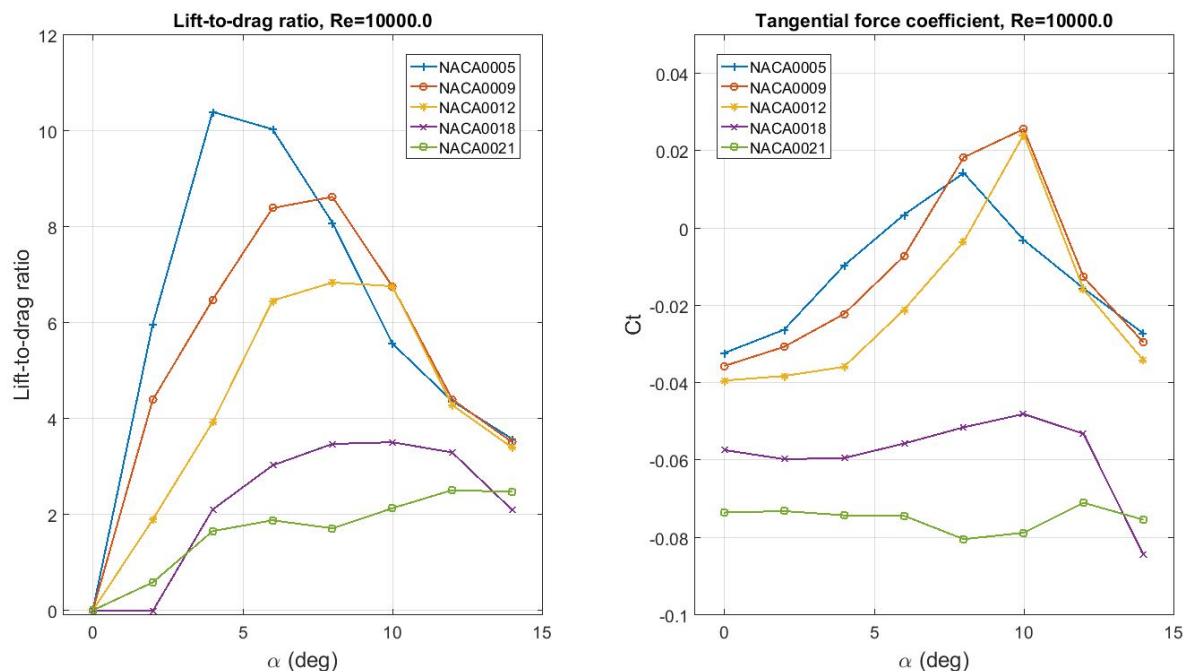 Lift-to-drag ratio, Re=10000.0
12
10
8
6
4
2
0
0
5
10
15
Lift-to-drag ratio
α (deg)
NACA0005
NACA0009
NACA0012
NACA0018
NACA0021
Tangential force coefficient, Re=10000.0
0.04
0.02
0
-0.02
-0.04
-0.06
-0.08
-0.1
0
5
10
15
Ct
α (deg)
NACA0005
NACA0009
NACA0012
NACA0018
NACA0021